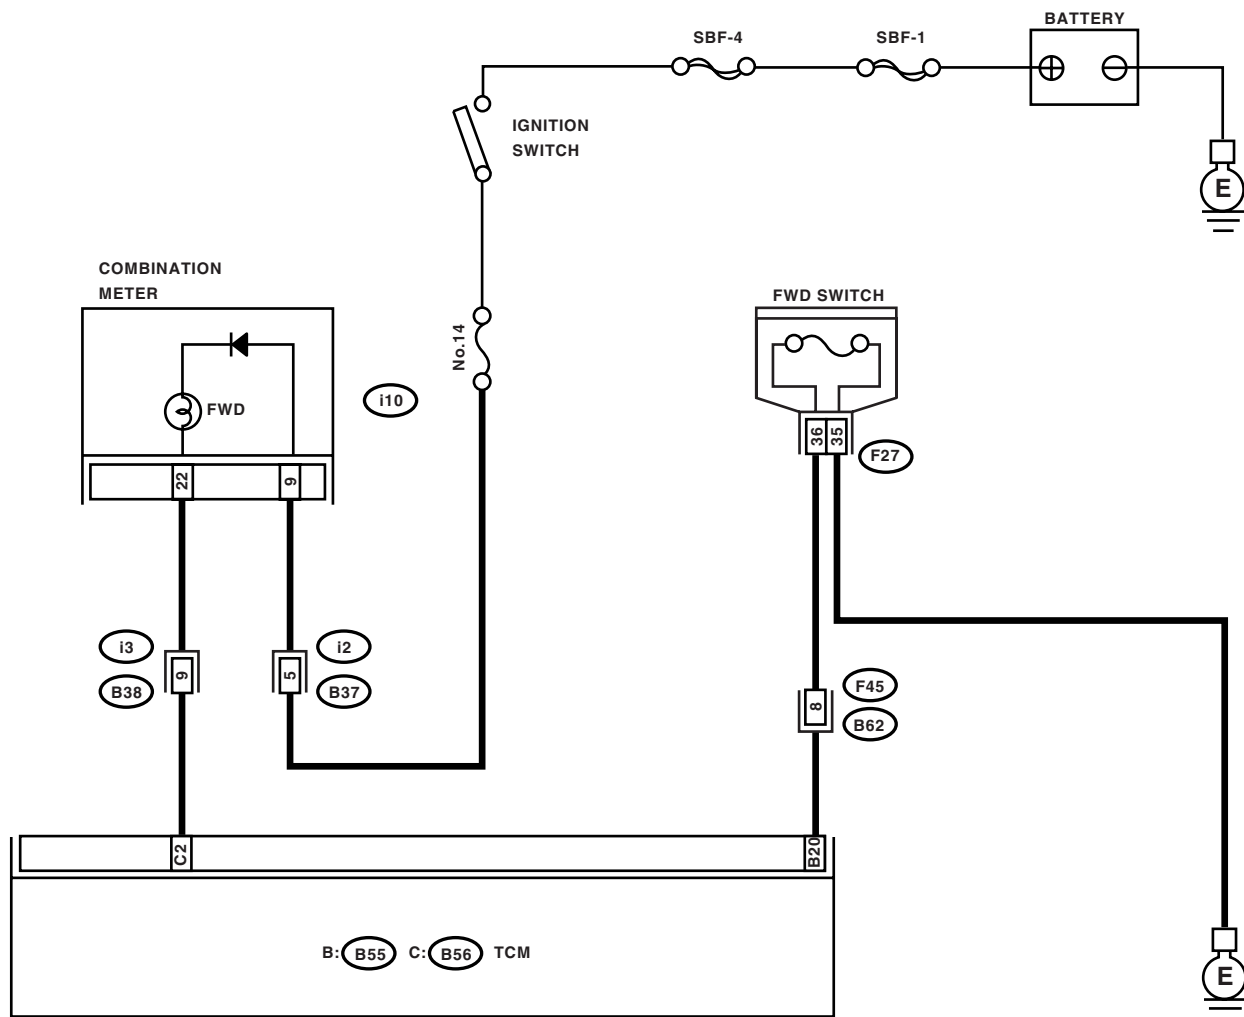 BATTERY
SBF-4
SBF-1
IGNITION
SWITCH
E
COMBINATION
METER
FWD SWITCH
No.14
FWD
i10
36
35
F27
22
9
i3
i2
9
5
B38
B37
F45
8
B62
C2
B20
B: B55 C: B56 TCM
E